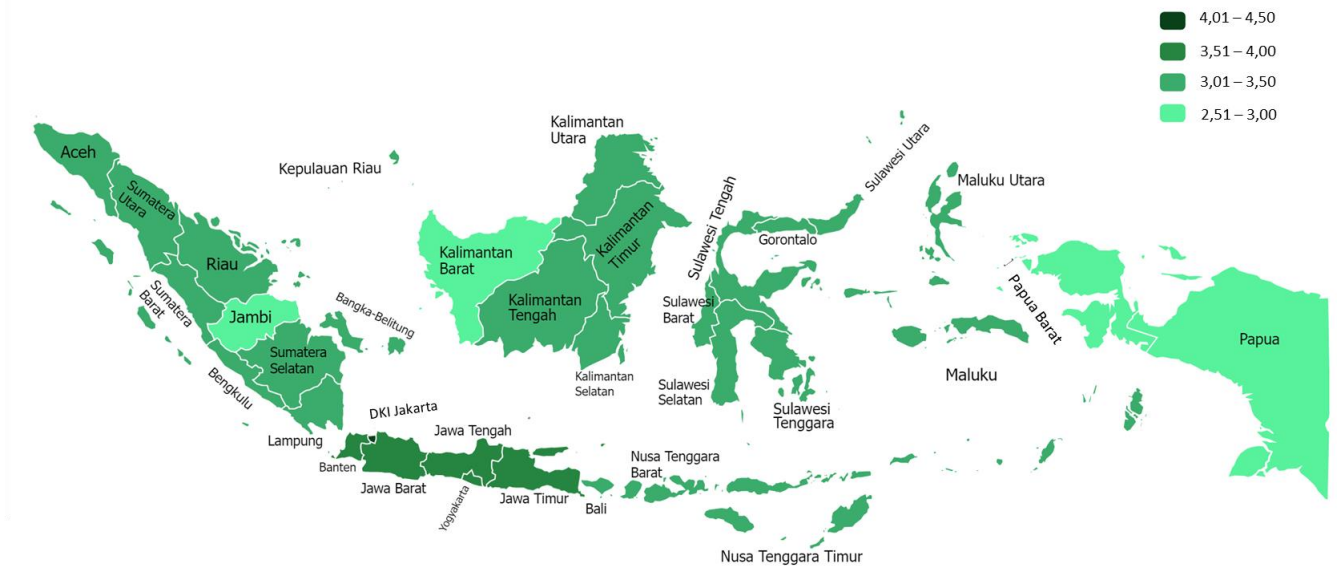 4,01 – 4,50
3,51 – 4,00
3,01 – 3,50
2,51 – 3,00
Aceh
Sumatera
Utara
Riau
Kepulauan Riau
Sumatera
Barat
Jambi
Bangka-Belitung
Sumatera
Selatan
Bengkulu
Lampung
DKI Jakarta
Banten
Jawa Barat
Jawa Tengah
Yogyakarta
Jawa Timur
Bali
Nusa Tenggara
Barat
Nusa Tenggara Timur
Kalimantan
Utara
Kalimantan
Barat
Kalimantan
Timur
Kalimantan
Tengah
Kalimantan
Selatan
Sulawesi Tengah
Sulawesi Utara
Gorontalo
Sulawesi
Barat
Sulawesi
Selatan
Sulawesi
Tenggara
Maluku Utara
Maluku
Papua Barat
Papua